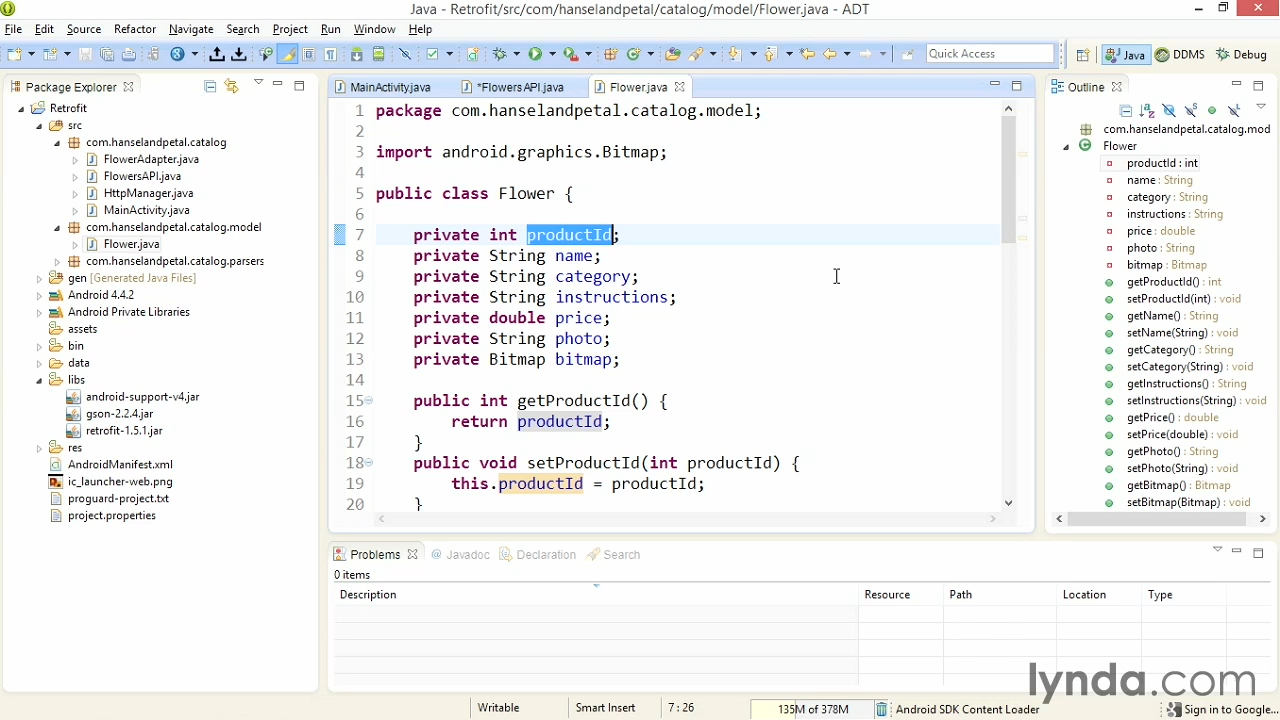 Java - Retrofit/src/com/hanselandpetal/catalog/model/Flower.java - ADT
File Edit Source Refactor Navigate Search Project Run Window Help
Quick Access
Java
DDMS
Debug
Package Explorer
Retrofit
src
com.hanselandpetal.catalog
FlowerAdapter.java
FlowersAPI.java
HttpManager.java
MainActivity.java
com.hanselandpetal.catalog.model
Flower.java
com.hanselandpetal.catalog.parsers
gen [Generated Java Files]
Android 4.4.2
Android Private Libraries
assets
bin
data
libs
android-support-v4.jar
gson-2.2.4.jar
retrofit-1.5.1.jar
res
AndroidManifest.xml
ic_launcher-web.png
proguard-project.txt
project.properties
MainActivity.java
*FlowersAPI.java
Flower.java
1 package com.hanselandpetal.catalog.model;
2
3 import android.graphics.Bitmap;
4
5 public class Flower {
6
7 private int productId;
8 private String name;
9 private String category;
10 private String instructions;
11 private double price;
12 private String photo;
13 private Bitmap bitmap;
14
15 public int getProductId() {
16 return productId;
17 }
18 public void setProductId(int productId) {
19 this.productId = productId;
20 }
Outline
com.hanselandpetal.catalog.mod
Flower
productId : int
name : String
category : String
instructions : String
price : double
photo : String
bitmap : Bitmap
getProductId() : int
setProductId(int) : void
getName() : String
setName(String) : void
getCategory() : String
setCategory(String) : void
getInstructions() : String
setInstructions(String) : void
getPrice() : double
setPrice(double) : void
getPhoto() : String
setPhoto(String) : void
getBitmap() : Bitmap
setBitmap(Bitmap) : void
Problems
@ Javadoc
Declaration
Search
0 items
Description Resource Path Location Type
lynda.com
Writable Smart Insert 7 : 26 135M of 378M Android SDK Content Loader Sign in to Google...